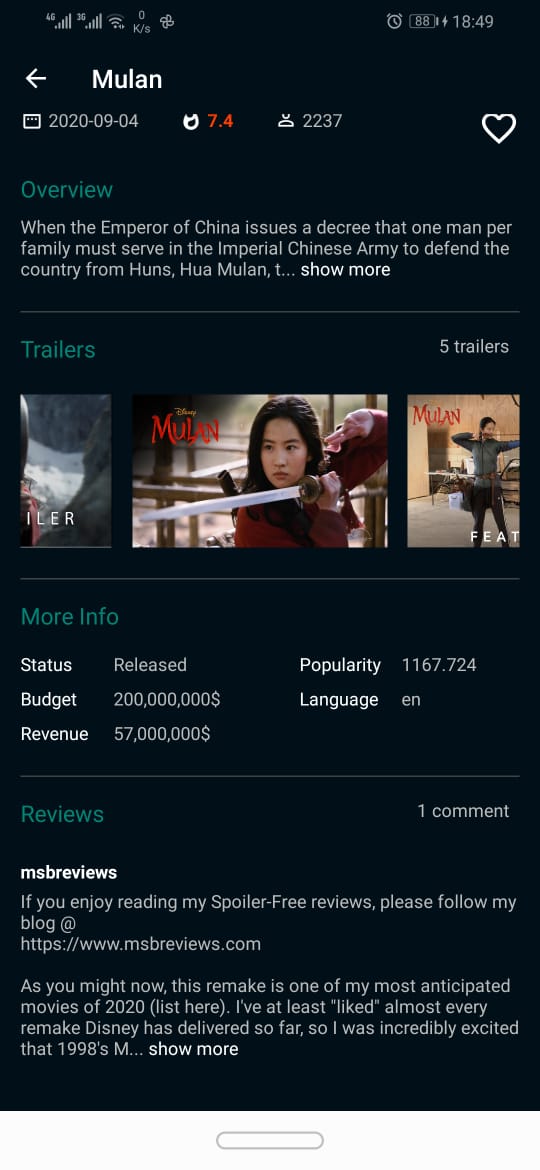 4G 3G 0 K/s 88 18:49
Mulan
2020-09-04 7.4 2237
Overview
When the Emperor of China issues a decree that one man per
family must serve in the Imperial Chinese Army to defend the
country from Huns, Hua Mulan, t... show more
Trailers 5 trailers
ILER
Disney
MULAN
MULAN
FEAT
More Info
Status Released Popularity 1167.724
Budget 200,000,000$ Language en
Revenue 57,000,000$
Reviews 1 comment
msbreviews
If you enjoy reading my Spoiler-Free reviews, please follow my
blog @
https://www.msbreviews.com
As you might now, this remake is one of my most anticipated
movies of 2020 (list here). I've at least "liked" almost every
remake Disney has delivered so far, so I was incredibly excited
that 1998's M... show more